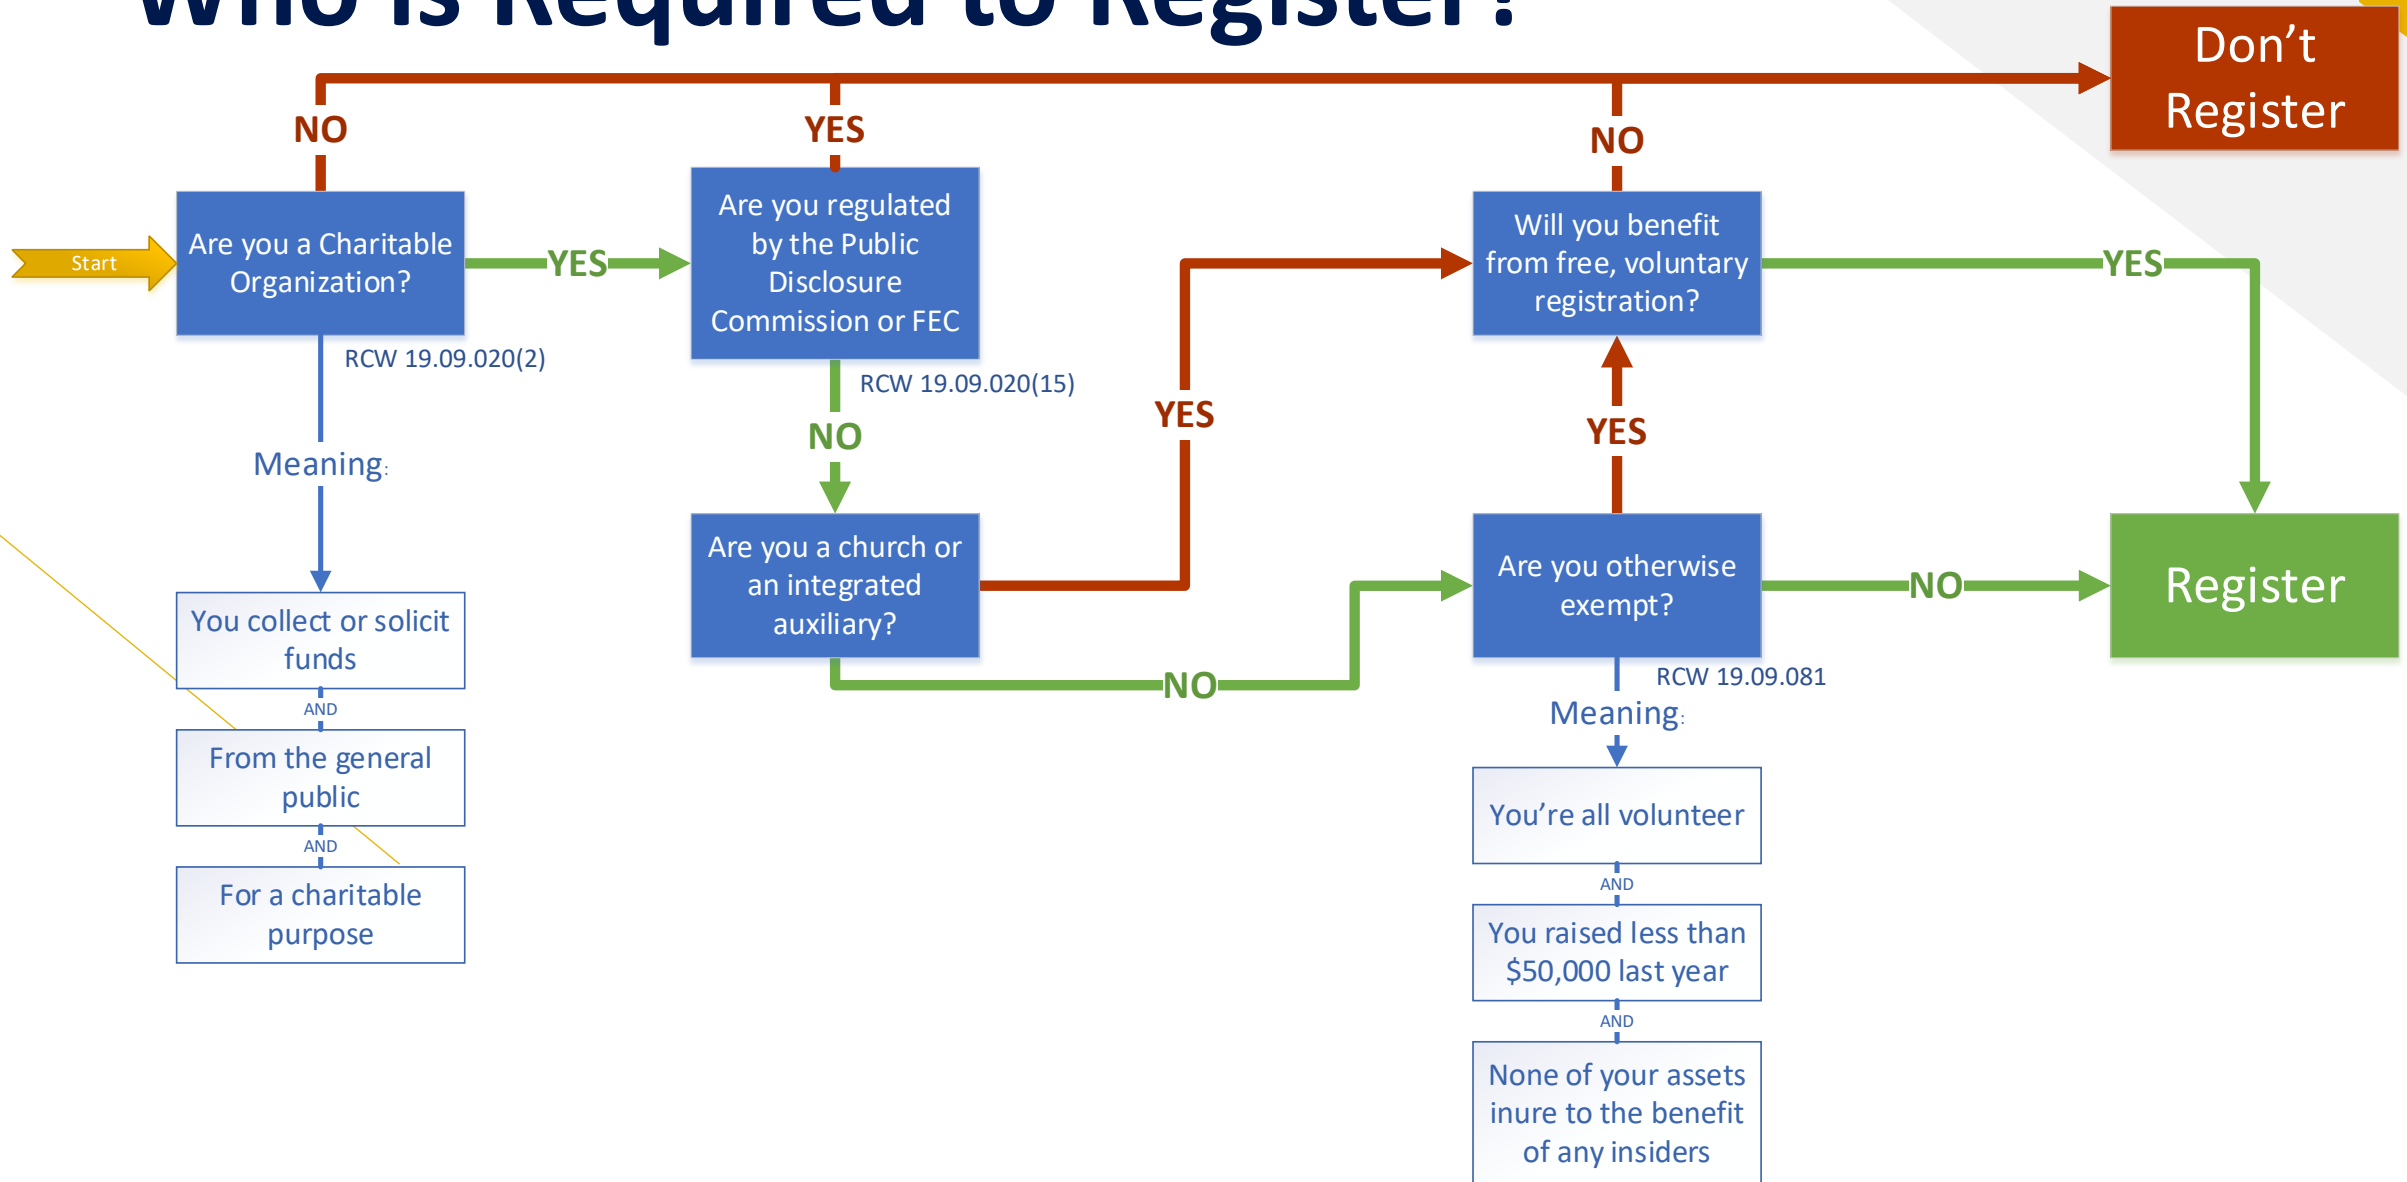 Who is Required to Register?
Don't
Register
NO
YES
NO
Start
Are you a Charitable
Organization?
YES
Are you regulated
by the Public
Disclosure
Commission or FEC
Will you benefit
from free, voluntary
registration?
YES
RCW 19.09.020(2)
RCW 19.09.020(15)
Meaning:
NO
YES
YES
Are you a church or
an integrated
auxiliary?
Are you otherwise
exempt?
NO
Register
NO
RCW 19.09.081
Meaning:
You collect or solicit
funds
AND
From the general
public
AND
For a charitable
purpose
You're all volunteer
AND
You raised less than
$50,000 last year
AND
None of your assets
inure to the benefit
of any insiders